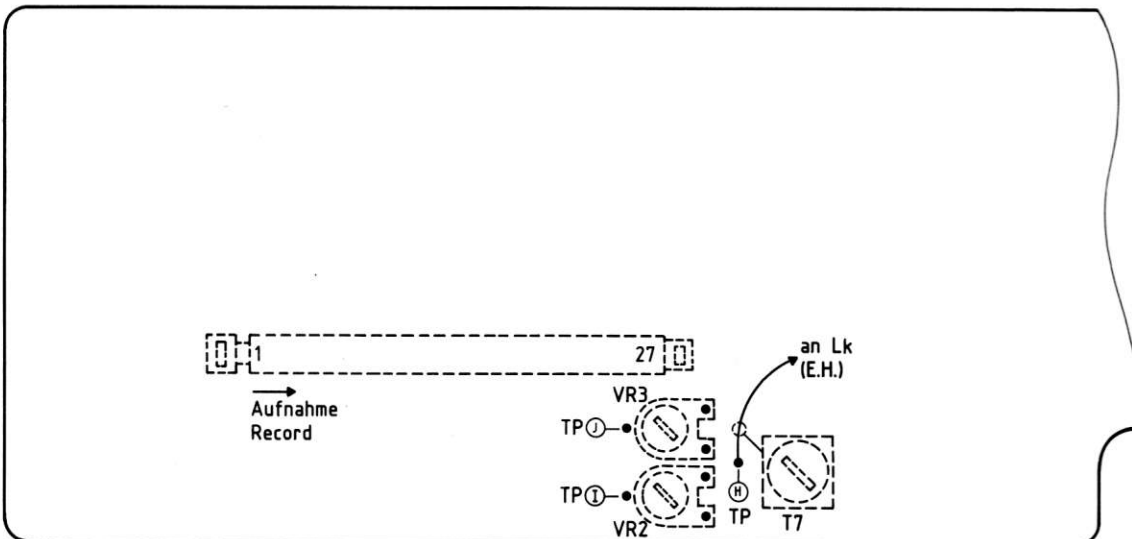 1
27
an Lk
(E.H.)
Aufnahme
Record
VR3
TP J
TP I
VR2
H
TP
T7